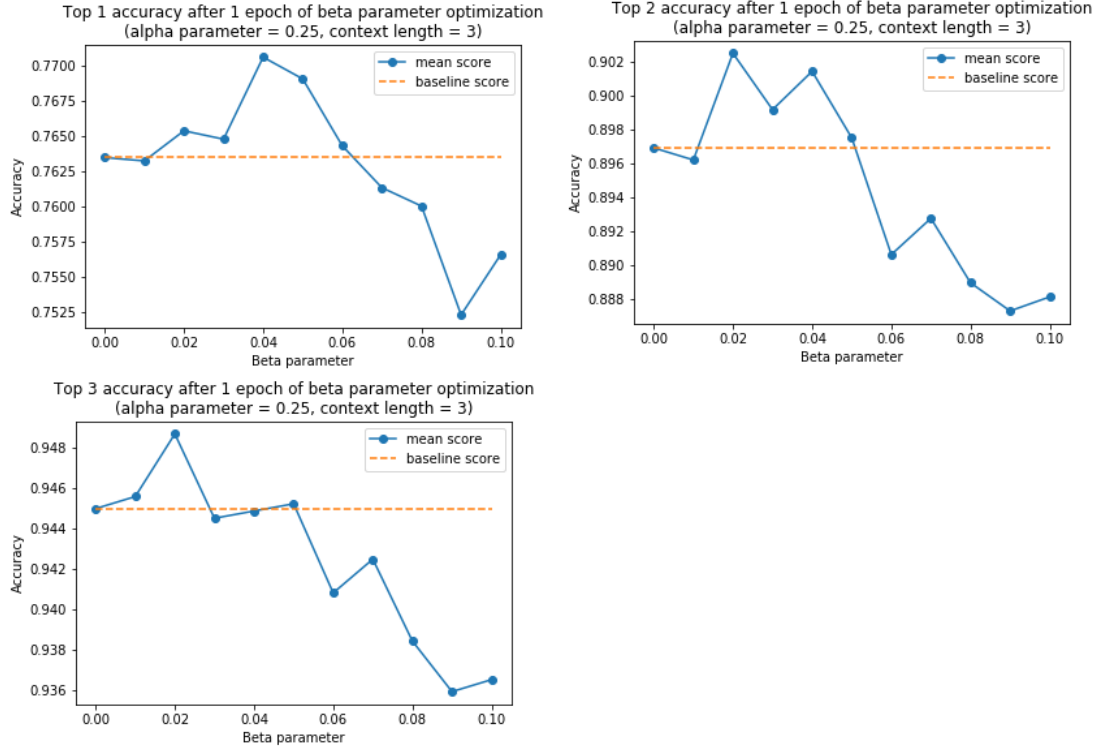 Top 1 accuracy after 1 epoch of beta parameter optimization
(alpha parameter = 0.25, context length = 3)
0.7700
0.7675
0.7650
0.7625
0.7600
0.7575
0.7550
0.7525
Accuracy
mean score
baseline score
0.00 0.02 0.04 0.06 0.08 0.10
Beta parameter
Top 2 accuracy after 1 epoch of beta parameter optimization
(alpha parameter = 0.25, context length = 3)
0.902
0.900
0.898
0.896
0.894
0.892
0.890
0.888
Accuracy
mean score
baseline score
0.00 0.02 0.04 0.06 0.08 0.10
Beta parameter
Top 3 accuracy after 1 epoch of beta parameter optimization
(alpha parameter = 0.25, context length = 3)
0.948
0.946
0.944
0.942
0.940
0.938
0.936
Accuracy
mean score
baseline score
0.00 0.02 0.04 0.06 0.08 0.10
Beta parameter